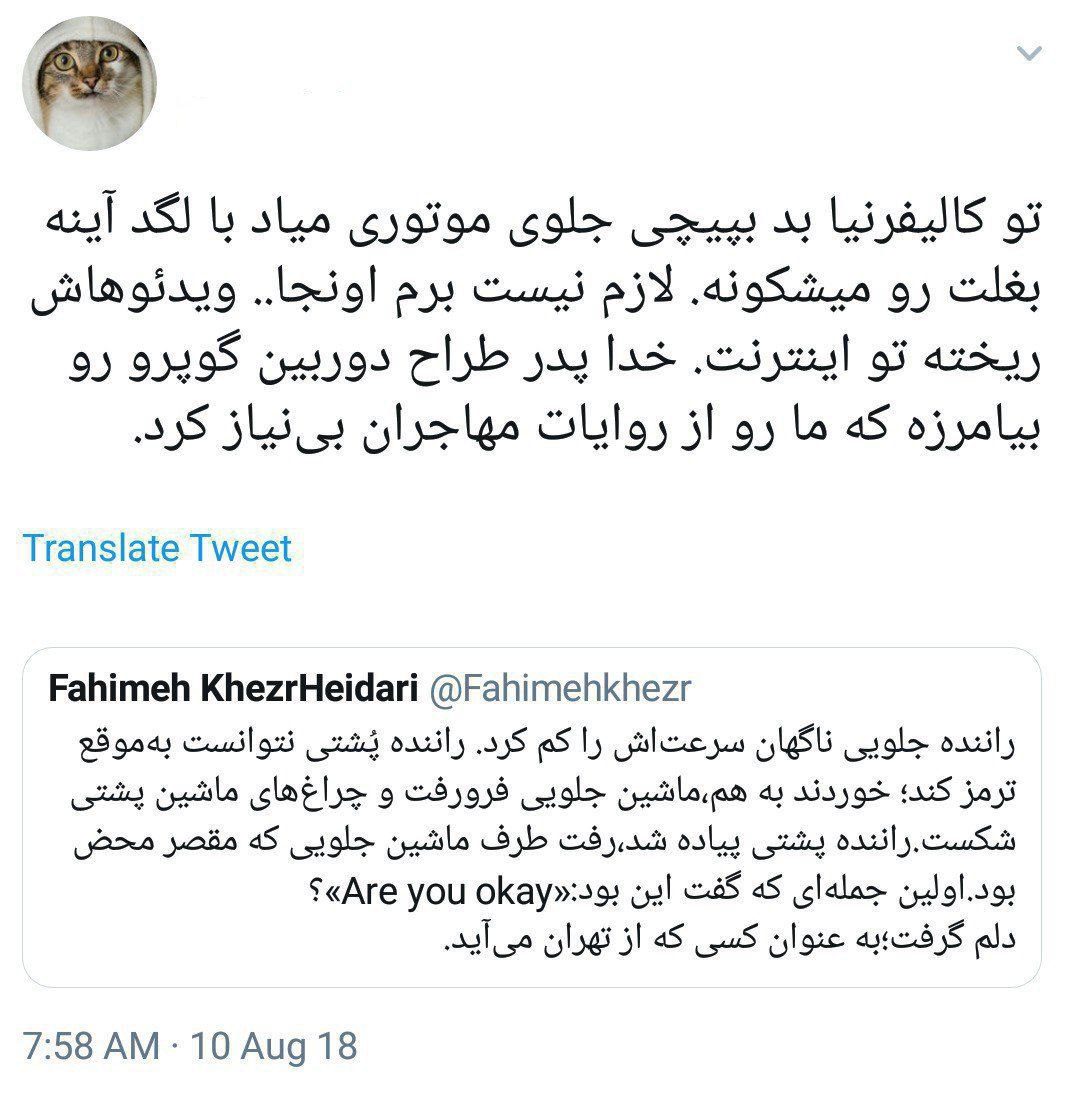 تو کالیفرنیا بد بپیچی جلوی موتوری میاد با لگد آینه
بغلت رو میشکونه. لازم نیست برم اونجا.. ویدئوهاش
ریخته تو اینترنت. خدا پدر طراح دوربین گوپرو رو
بیامرزه که ما رو از روایات مهاجران بی‌نیاز کرد.
Translate Tweet
Fahimeh KhezrHeidari @Fahimehkhezr
راننده جلویی ناگهان سرعت‌اش را کم کرد. راننده پُشتی نتوانست به‌موقع
ترمز کند؛ خوردند به هم،ماشین جلویی فرورفت و چراغ‌های ماشین پشتی
شکست.راننده پشتی پیاده شد،رفت طرف ماشین جلویی که مقصر محض
بود.اولین جمله‌ای که گفت این بود:«Are you okay»؟
دلم گرفت؛به عنوان کسی که از تهران می‌آید.
7:58 AM · 10 Aug 18